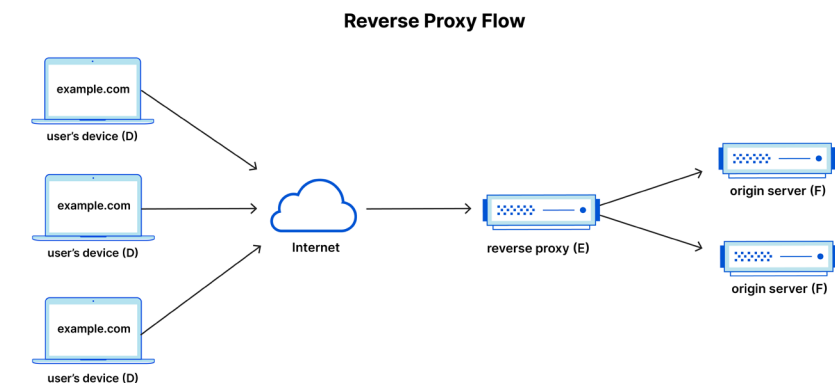 Reverse Proxy Flow
example.com
user's device (D)
example.com
user's device (D)
example.com
user's device (D)
Internet
reverse proxy (E)
origin server (F)
origin server (F)